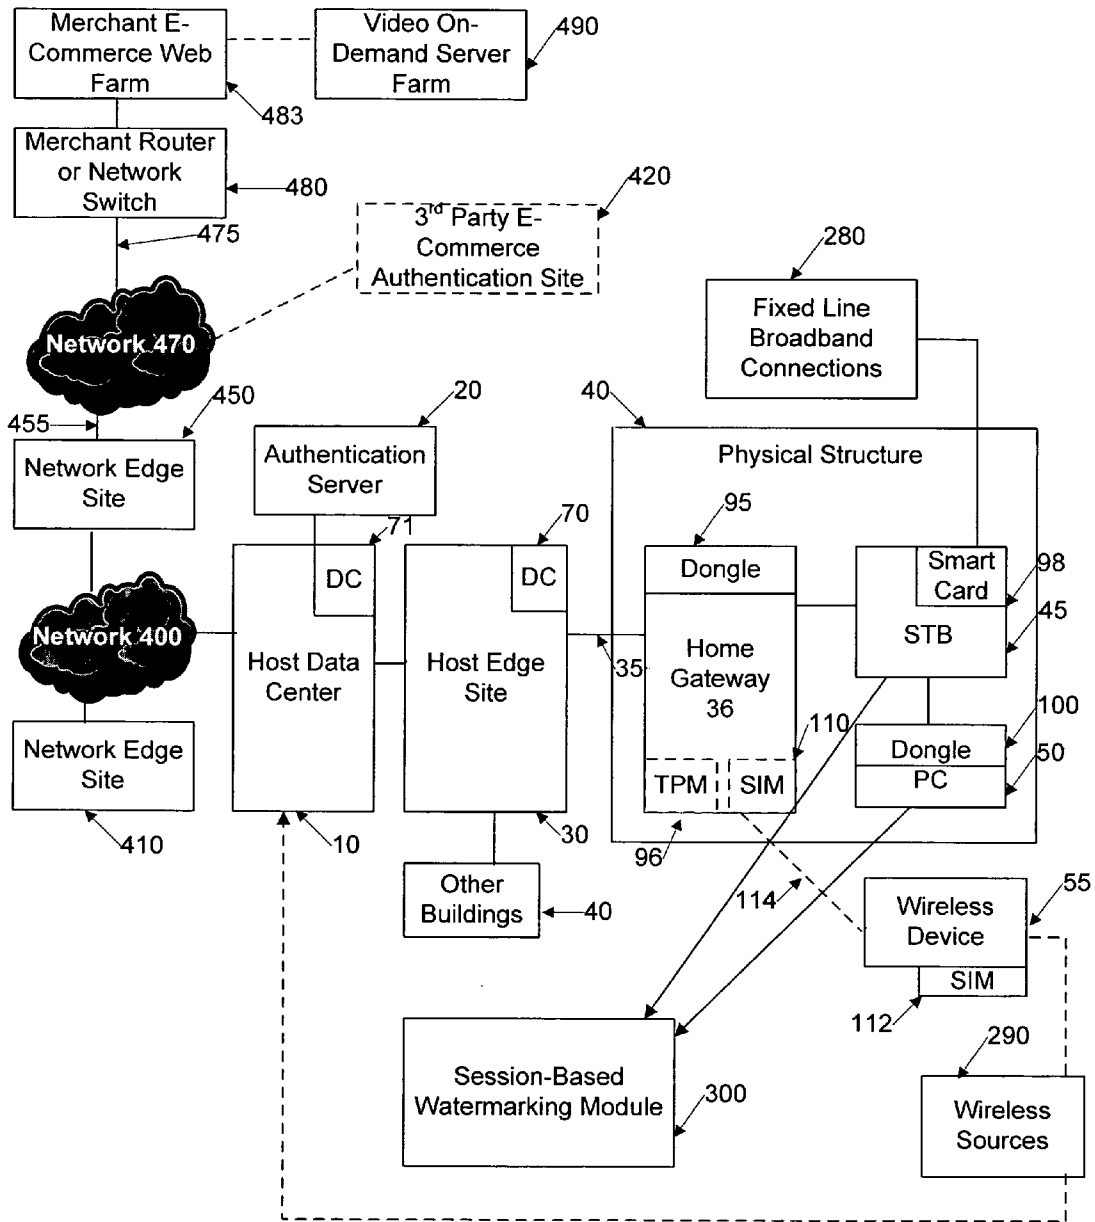 Merchant E-
Commerce Web
Farm
Video On-
Demand Server
Farm
490
483
Merchant Router
or Network
Switch
480
420
3rd Party E-
Commerce
Authentication Site
475
280
Fixed Line
Broadband
Connections
Network 470
455
450
20
40
Network Edge
Site
Authentication
Server
Physical Structure
71
70
95
DC
DC
Dongle
Smart
Card
98
Network 400
Host Data
Center
Host Edge
Site
35
Home
Gateway
36
STB
45
110
100
Network Edge
Site
TPM
SIM
Dongle
PC
50
410
10
30
96
Other
Buildings
40
114
Wireless
Device
55
SIM
112
290
Session-Based
Watermarking Module
300
Wireless
Sources